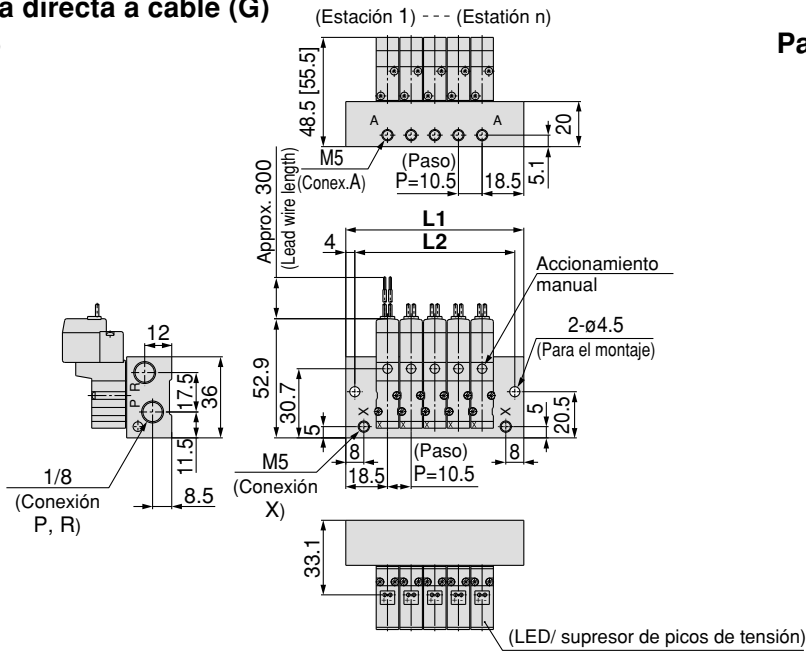 a directa a cable (G)
Pa
(Estación 1) --- (Estatión n)
48.5 [55.5]
A
A
20
5.1
M5
(Conex.A)
(Paso)
P=10.5
18.5
Approx. 300
(Lead wire length)
L1
4
L2
Accionamiento
manual
2-ø4.5
(Para el montaje)
12
P R
17.5
36
11.5
8.5
1/8
(Conexión
P, R)
52.9
30.7
5
X
X
5
20.5
M5
(Conexión
X)
8
18.5
(Paso)
P=10.5
8
33.1
(LED/ supresor de picos de tensión)